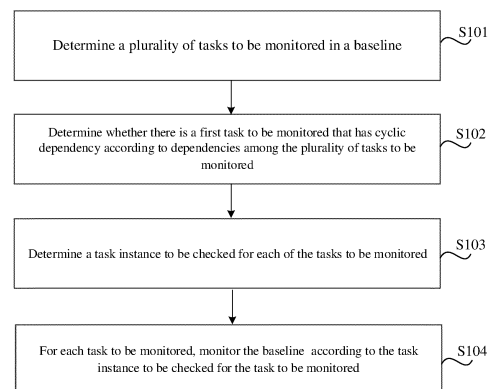 Determine a plurality of tasks to be monitored in a baseline
S101
Determine whether there is a first task to be monitored that has cyclic
dependency according to dependencies among the plurality of tasks to be
monitored
S102
Determine a task instance to be checked for each of the tasks to be monitored
S103
For each task to be monitored, monitor the baseline according to the task
instance to be checked for the task to be monitored
S104